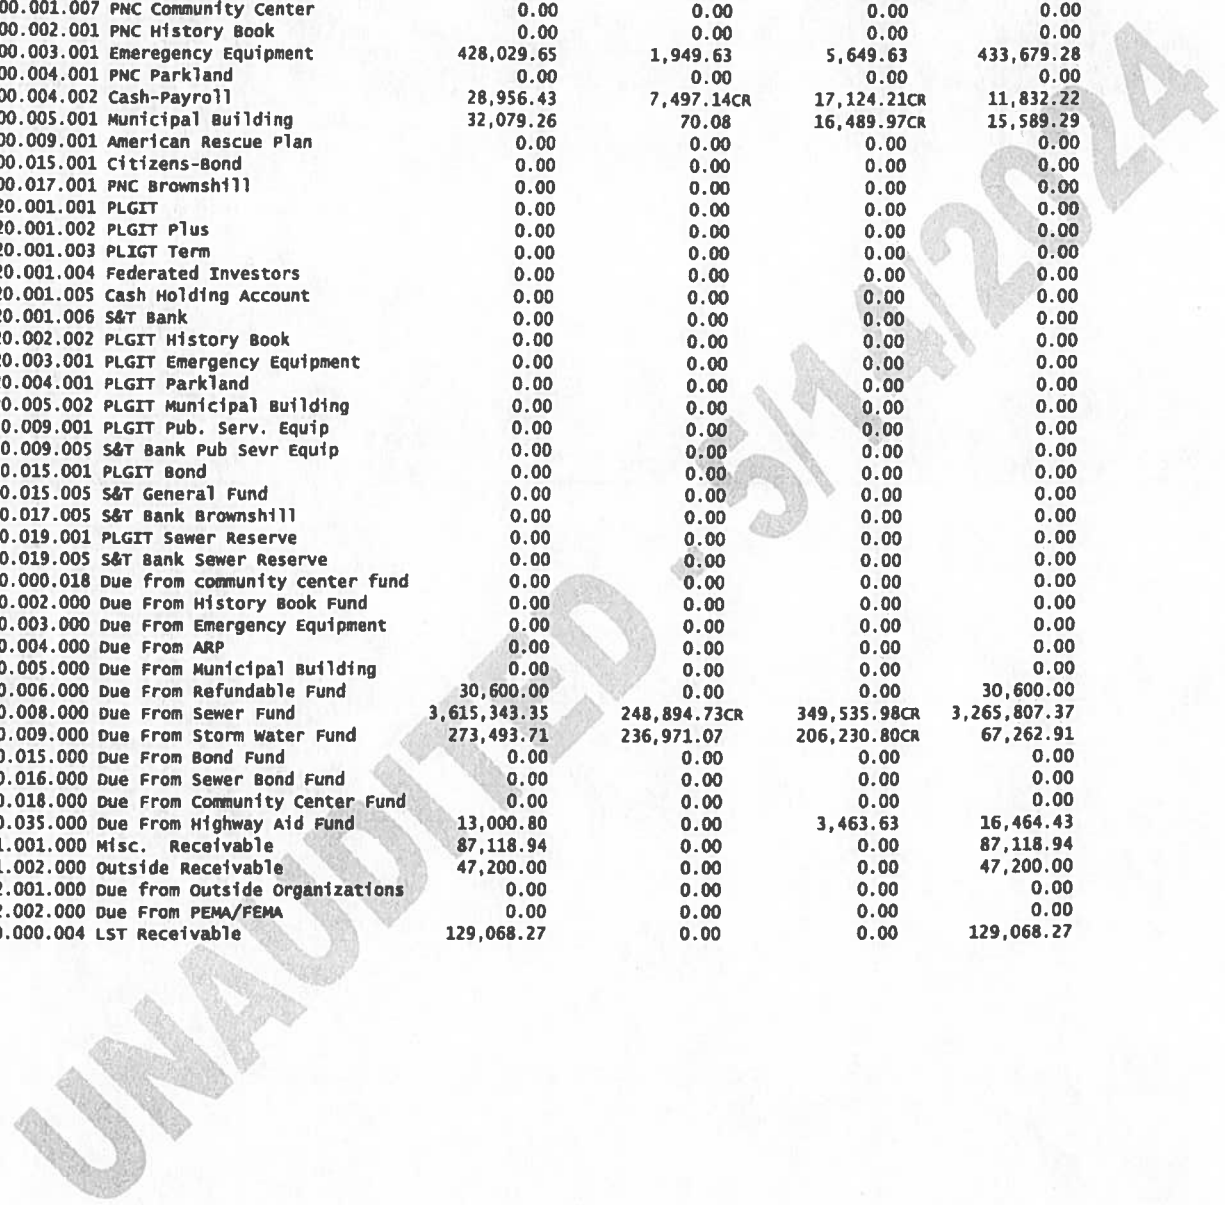 00.001.007 PNC Community Center 0.00 0.00 0.00 0.00
00.002.001 PNC History Book 0.00 0.00 0.00 0.00
00.003.001 Emeregency Equipment 428,029.65 1,949.63 5,649.63 433,679.28
00.004.001 PNC Parkland 0.00 0.00 0.00 0.00
00.004.002 Cash-Payroll 28,956.43 7,497.14CR 17,124.21CR 11,832.22
00.005.001 Municipal Building 32,079.26 70.08 16,489.97CR 15,589.29
00.009.001 American Rescue Plan 0.00 0.00 0.00 0.00
00.015.001 Citizens-Bond 0.00 0.00 0.00 0.00
00.017.001 PNC Brownshill 0.00 0.00 0.00 0.00
20.001.001 PLGIT 0.00 0.00 0.00 0.00
20.001.002 PLGIT Plus 0.00 0.00 0.00 0.00
20.001.003 PLIGT Term 0.00 0.00 0.00 0.00
20.001.004 Federated Investors 0.00 0.00 0.00 0.00
20.001.005 Cash Holding Account 0.00 0.00 0.00 0.00
20.001.006 S&T Bank 0.00 0.00 0.00 0.00
20.002.002 PLGIT History Book 0.00 0.00 0.00 0.00
20.003.001 PLGIT Emergency Equipment 0.00 0.00 0.00 0.00
20.004.001 PLGIT Parkland 0.00 0.00 0.00 0.00
0.005.002 PLGIT Municipal Building 0.00 0.00 0.00 0.00
0.009.001 PLGIT Pub. Serv. Equip 0.00 0.00 0.00 0.00
0.009.005 S&T Bank Pub Sevr Equip 0.00 0.00 0.00 0.00
0.015.001 PLGIT Bond 0.00 0.00 0.00 0.00
0.015.005 S&T General Fund 0.00 0.00 0.00 0.00
0.017.005 S&T Bank Brownshill 0.00 0.00 0.00 0.00
0.019.001 PLGIT Sewer Reserve 0.00 0.00 0.00 0.00
0.019.005 S&T Bank Sewer Reserve 0.00 0.00 0.00 0.00
0.000.018 Due from community center fund 0.00 0.00 0.00 0.00
0.002.000 Due From History Book Fund 0.00 0.00 0.00 0.00
0.003.000 Due From Emergency Equipment 0.00 0.00 0.00 0.00
0.004.000 Due From ARP 0.00 0.00 0.00 0.00
0.005.000 Due From Municipal Building 0.00 0.00 0.00 0.00
0.006.000 Due From Refundable Fund 30,600.00 0.00 0.00 30,600.00
0.008.000 Due From Sewer Fund 3,615,343.35 248,894.73CR 349,535.98CR 3,265,807.37
0.009.000 Due From Storm Water Fund 273,493.71 236,971.07 206,230.80CR 67,262.91
0.015.000 Due From Bond Fund 0.00 0.00 0.00 0.00
0.016.000 Due From Sewer Bond Fund 0.00 0.00 0.00 0.00
0.018.000 Due From Community Center Fund 0.00 0.00 0.00 0.00
0.035.000 Due From Highway Aid Fund 13,000.80 0.00 3,463.63 16,464.43
1.001.000 Misc. Receivable 87,118.94 0.00 0.00 87,118.94
1.002.000 Outside Receivable 47,200.00 0.00 0.00 47,200.00
2.001.000 Due from Outside Organizations 0.00 0.00 0.00 0.00
2.002.000 Due From PEMA/FEMA 0.00 0.00 0.00 0.00
0.000.004 LST Receivable 129,068.27 0.00 0.00 129,068.27
UNAUDITED - 5/14/2024